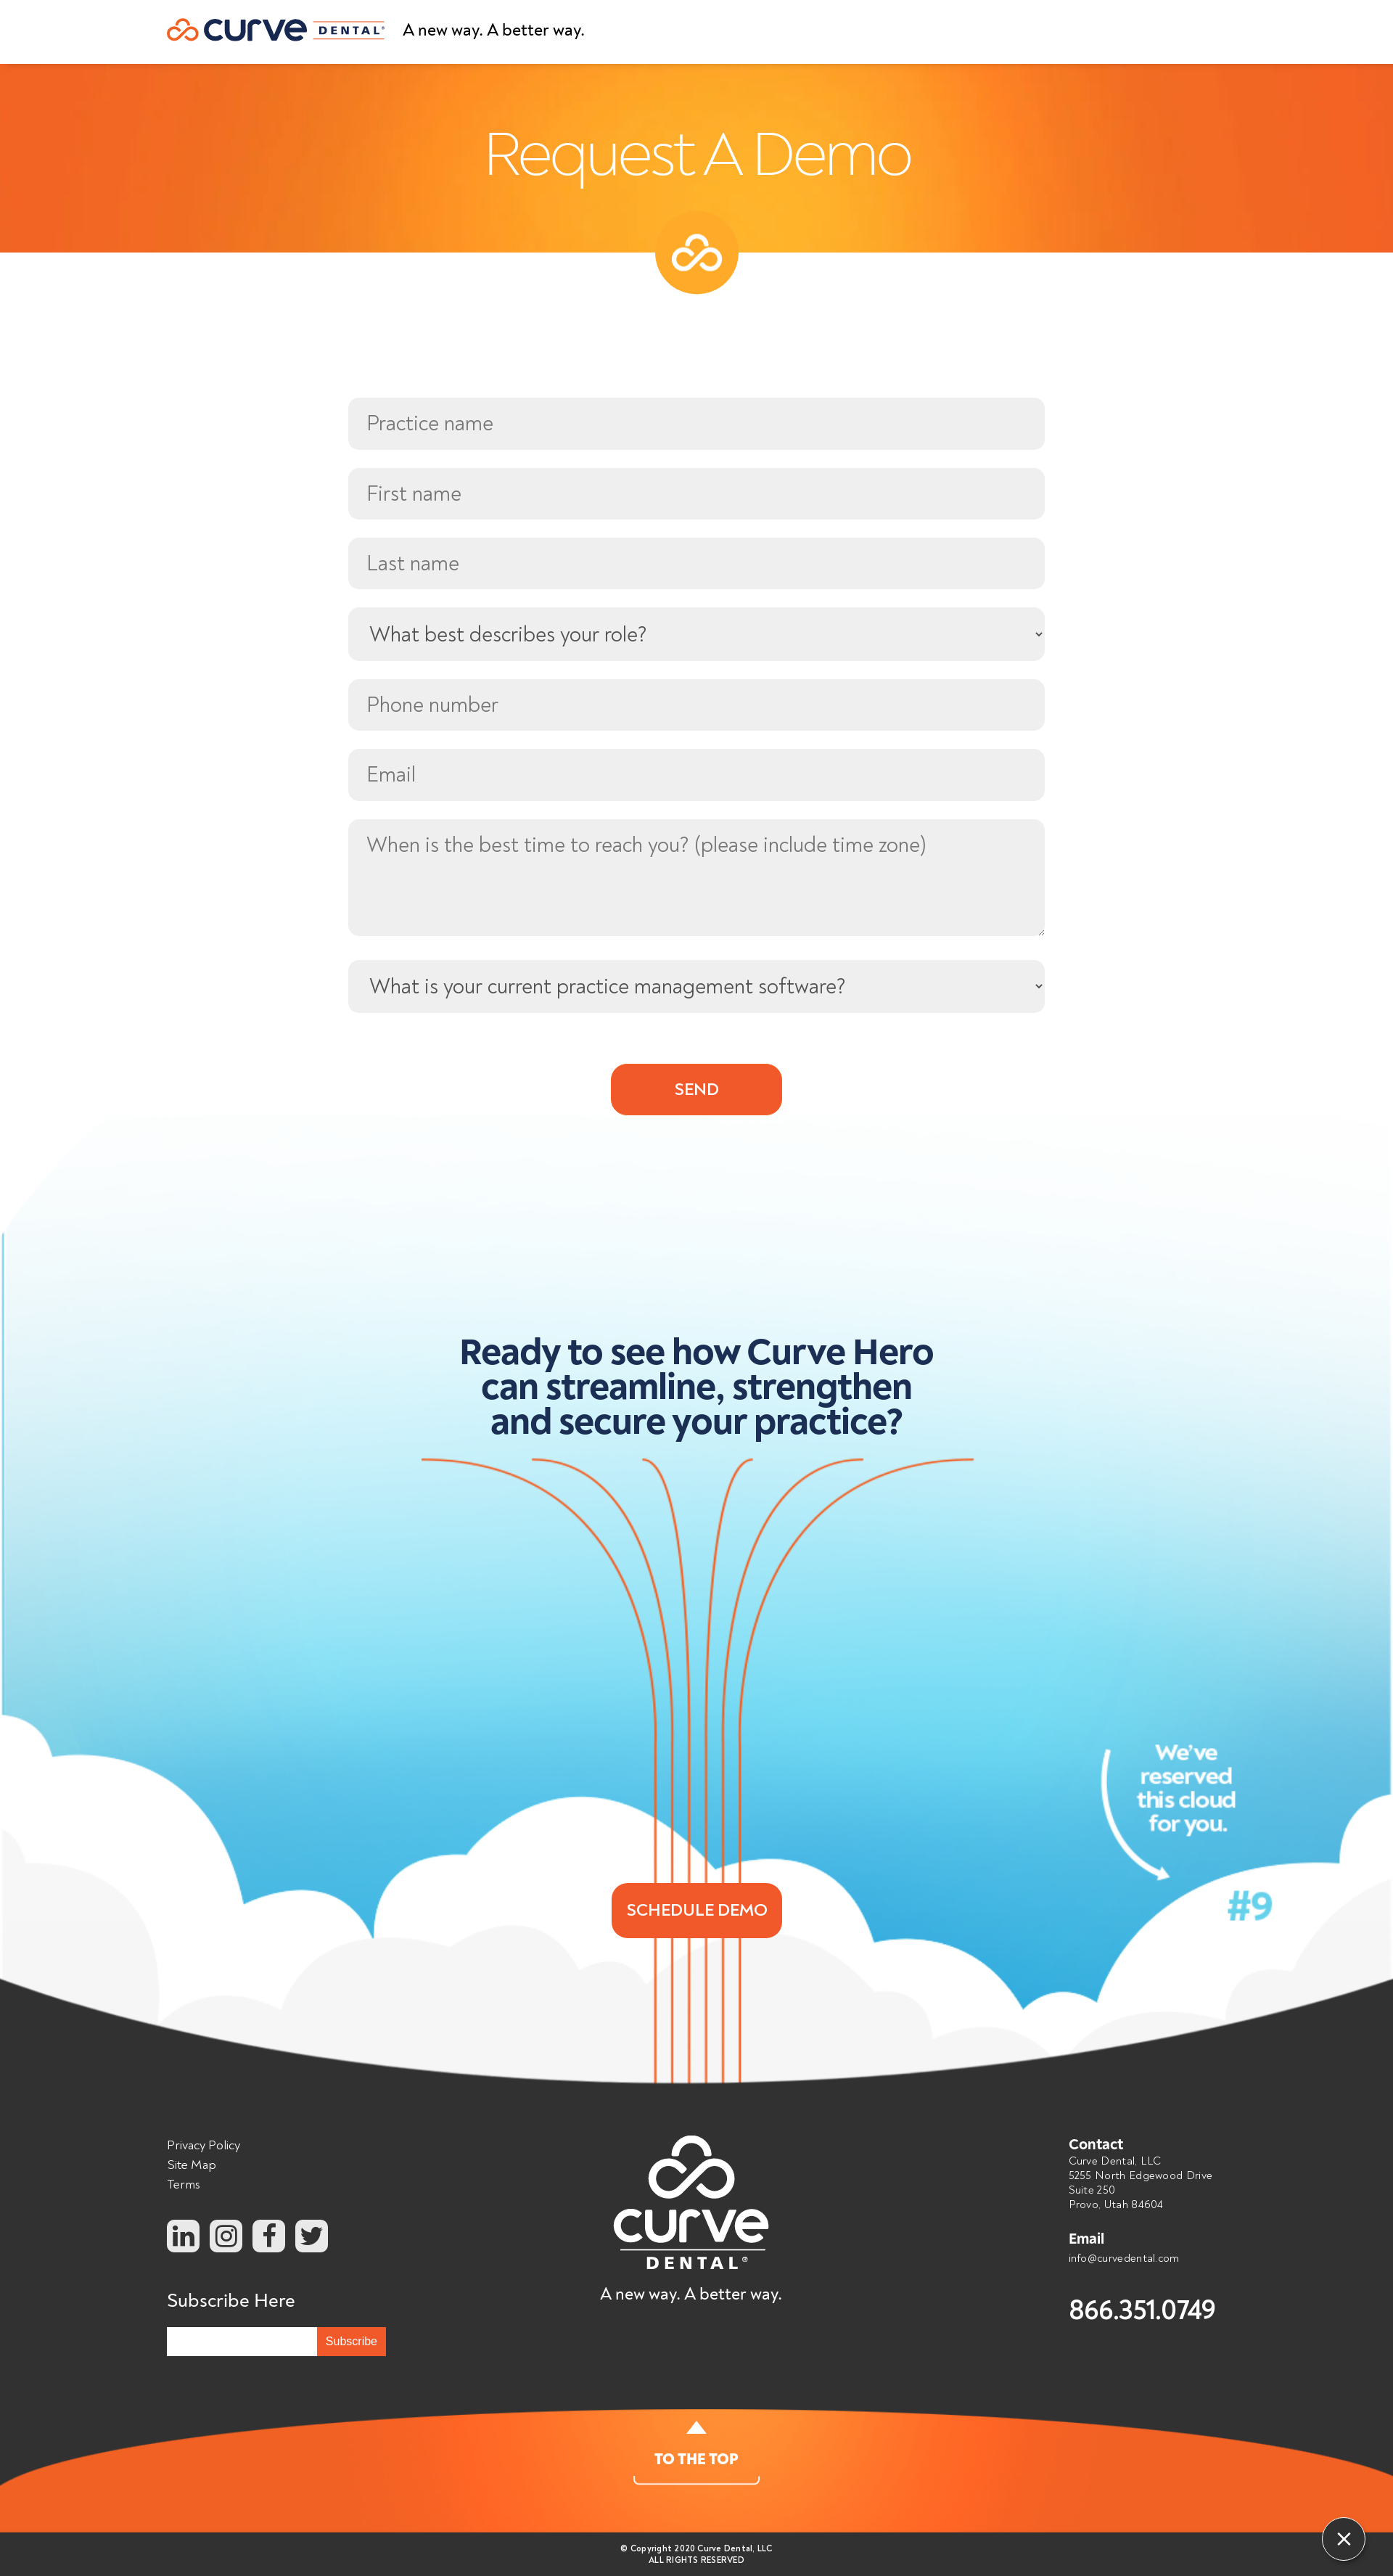 curve DENTAL®
A new way. A better way.
Request A Demo
Practice name
First name
Last name
What best describes your role?
Phone number
Email
When is the best time to reach you? (please include time zone)
What is your current practice management software?
SEND
Ready to see how Curve Hero
can streamline, strengthen
and secure your practice?
We've
reserved
this cloud
for you.
#9
SCHEDULE DEMO
Privacy Policy
Site Map
Terms
Subscribe Here
Subscribe
curve
DENTAL®
A new way. A better way.
Contact
Curve Dental, LLC
5255 North Edgewood Drive
Suite 250
Provo, Utah 84604
Email
info@curvedental.com
866.351.0749
TO THE TOP
© Copyright 2020 Curve Dental, LLC
ALL RIGHTS RESERVED